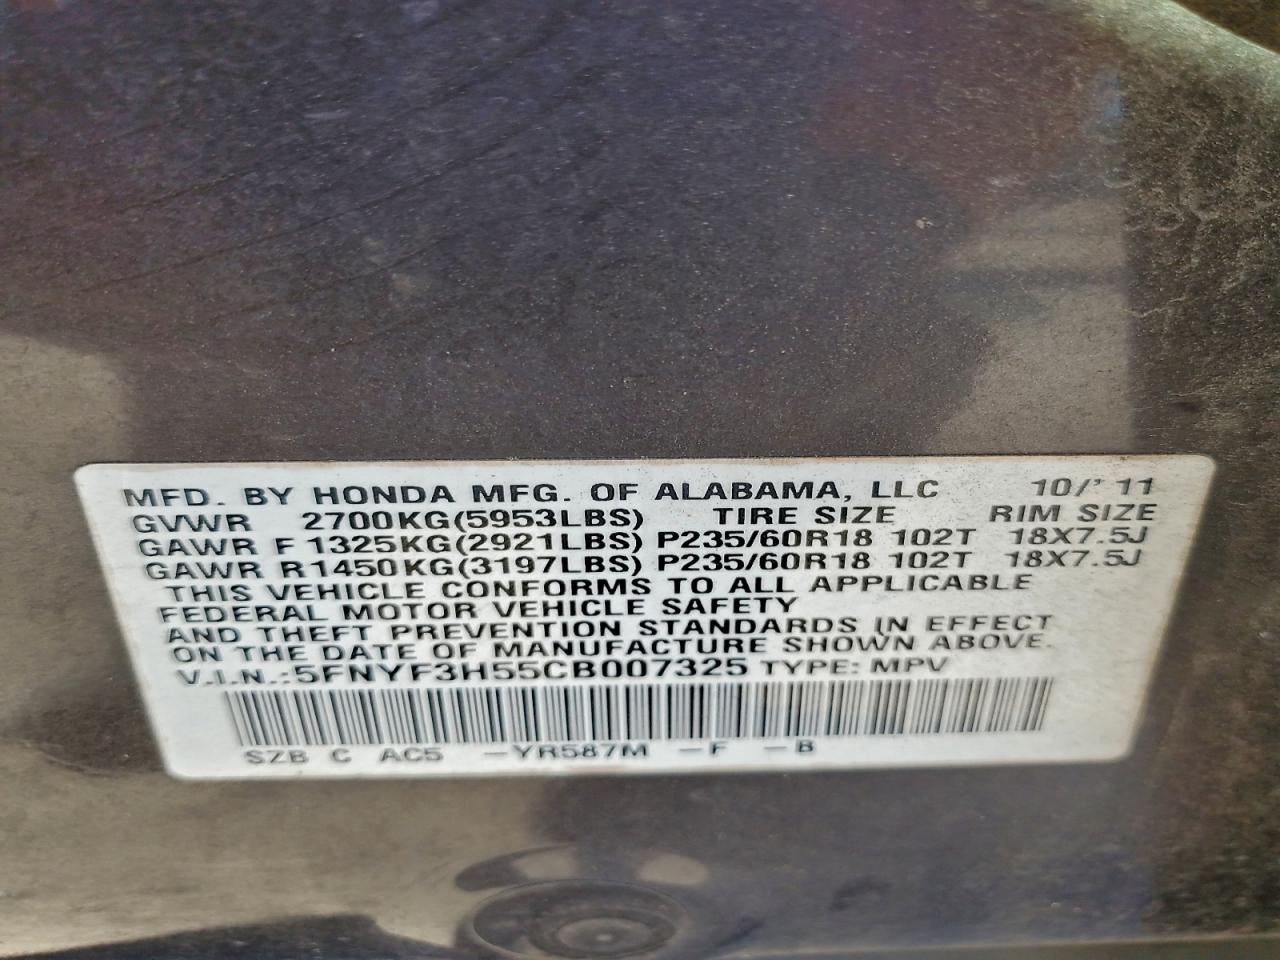 MFD. BY HONDA MFG. OF ALABAMA, LLC 10/'11
GVWR 2700KG(5953LBS) TIRE SIZE RIM SIZE
GAWR F 1325KG(2921LBS) P235/60R18 102T 18X7.5J
GAWR R1450KG(3197LBS) P235/60R18 102T 18X7.5J
THIS VEHICLE CONFORMS TO ALL APPLICABLE
FEDERAL MOTOR VEHICLE SAFETY
AND THEFT PREVENTION STANDARDS IN EFFECT
ON THE DATE OF MANUFACTURE SHOWN ABOVE.
V.I.N.:5FNYF3H55CB007325 TYPE: MPV
SZB C AC5 -YR587M -F -B